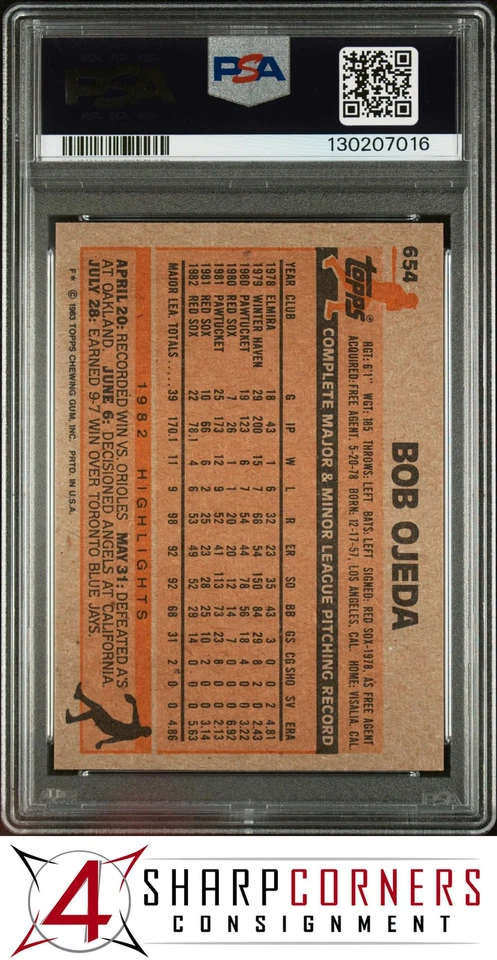 PSA
PSA
130207016
654
topps®
BOB OJEDA
HGT: 6'1" WGT: 185 THROWS: LEFT BATS: LEFT SIGNED: RED SOX-1978, AS FREE AGENT
ACQUIRED: FREE AGENT, 5-20-78 BORN: 12-17-57, LOS ANGELES, CAL. HOME: VISALIA, CAL.
COMPLETE MAJOR & MINOR LEAGUE PITCHING RECORD
YEAR CLUB G IP W L R ER SO BB GS CG SHO SV ERA
1978 ELMIRA 18 43 1 6 32 23 35 43 3 0 0 2 4.81
1979 WINTER HAVEN 29 200 15 7 66 54 150 84 29 8 2 0 2.43
1980 PAWTUCKET 19 123 6 7 54 44 78 56 18 4 0 0 3.22
1980 RED SOX 7 26 1 1 20 20 12 14 7 0 0 0 6.92
1981 PAWTUCKET 25 173 12 9 52 41 113 73 0 2.13
1981 RED SOX 10 66 6 2 25 23 28 25 10 2 0 0 3.14
1982 RED SOX 22 78.1 4 6 53 49 52 29 14 0 0 0 5.63
MAJOR LEA. TOTALS..... 39 170.1 11 9 98 92 92 68 31 2 0 0 4.86
1982 HIGHLIGHTS
APRIL 20: RECORDED WIN VS. ORIOLES. MAY 31: DEFEATED A'S
AT OAKLAND. JUNE 6: DECISIONED ANGELS AT CALIFORNIA.
JULY 28: EARNED 9-7 WIN OVER TORONTO BLUE JAYS.
F* © 1983 TOPPS CHEWING GUM, INC. PRTD. IN U.S.A.
PSA
4 SHARPCORNERS
CONSIGNMENT